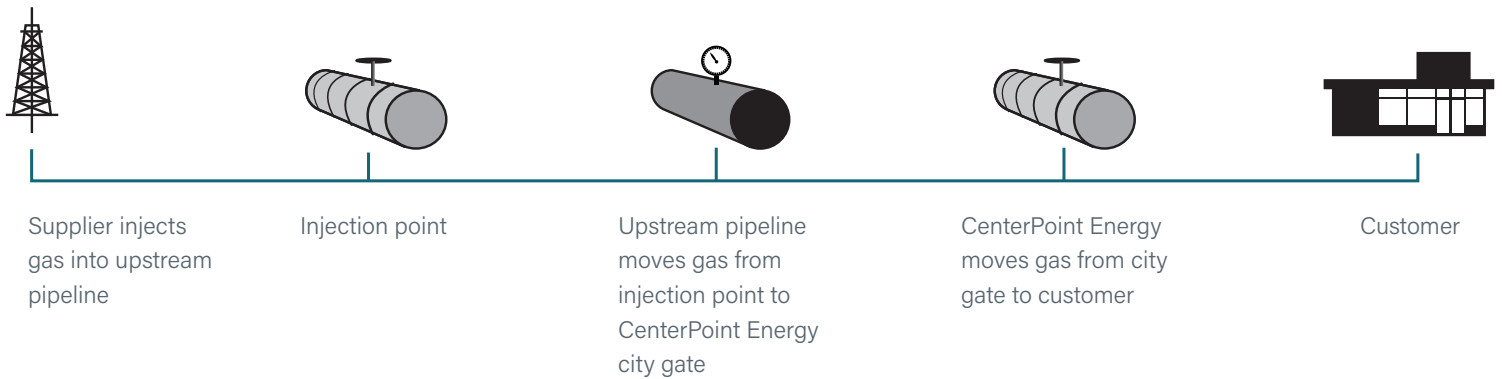 Supplier injects
gas into upstream
pipeline
Injection point
Upstream pipeline
moves gas from
injection point to
CenterPoint Energy
city gate
CenterPoint Energy
moves gas from city
gate to customer
Customer